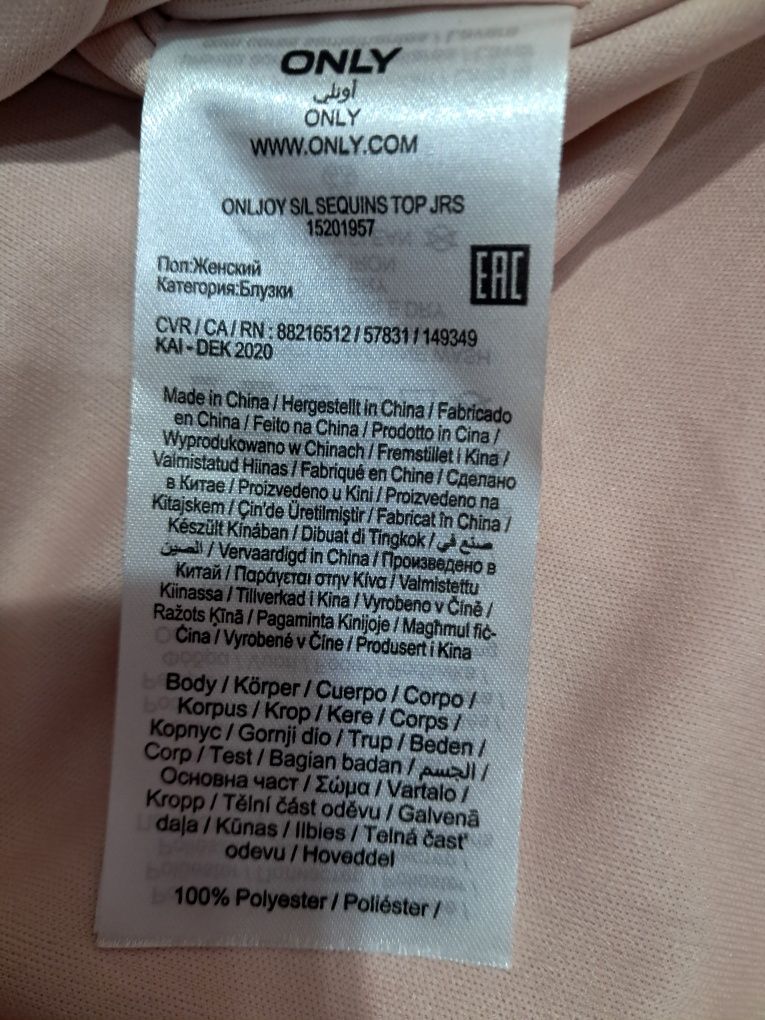 ONLY
أونلي
ONLY
WWW.ONLY.COM
ONLJOY S/L SEQUINS TOP JRS
15201957
Пол:Женский
Категория:Блузки
EAC
CVR / CA / RN : 88216512 / 57831 / 149349
KAI - DEK 2020
Made in China / Hergestellt in China / Fabricado
en China / Feito na China / Prodotto in Cina /
Wyprodukowano w Chinach / Fremstillet i Kina /
Valmistatud Hiinas / Fabriqué en Chine / Сделано
в Китае / Proizvedeno u Kini / Proizvedeno na
Kitajskem / Çin'de Üretilmiştir / Fabricat în China /
Készült Kínában / Dibuat di Tingkok / صنع في
الصين / Vervaardigd in China / Произведено в
Китай / Παράγεται στην Κίνα / Valmistettu
Kiinassa / Tillverkad i Kina / Vyrobeno v Číně /
Ražots Ķīnā / Pagaminta Kinijoje / Magħmul fiċ-
Ċina / Vyrobené v Číne / Produsert i Kina
Body / Körper / Cuerpo / Corpo /
Korpus / Krop / Kere / Corps /
Корпус / Gornji dio / Trup / Beden /
Corp / Test / Bagian badan / الجسم /
Основна част / Σώμα / Vartalo /
Kropp / Tělní část oděvu / Galvenā
daļa / Kūnas / Ilbies / Telná časť
odevu / Hoveddel
100% Polyester / Poliéster /